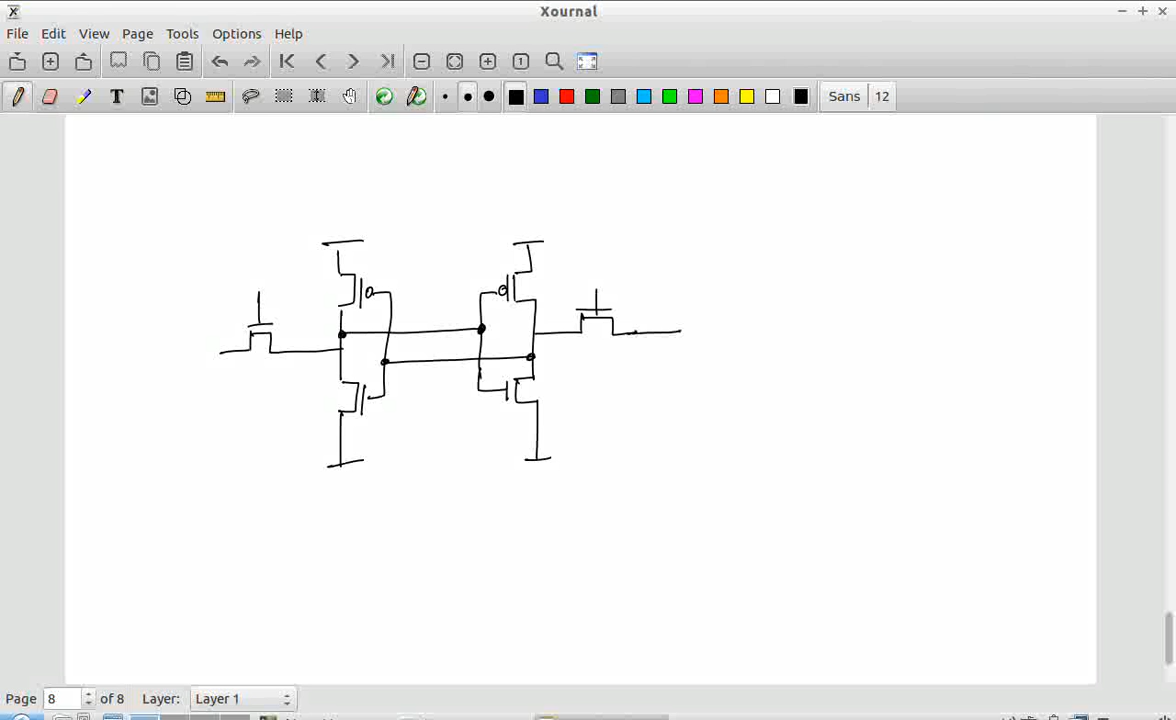 Xournal
File Edit View Page Tools Options Help
Sans 12
Page 8 of 8 Layer: Layer 1